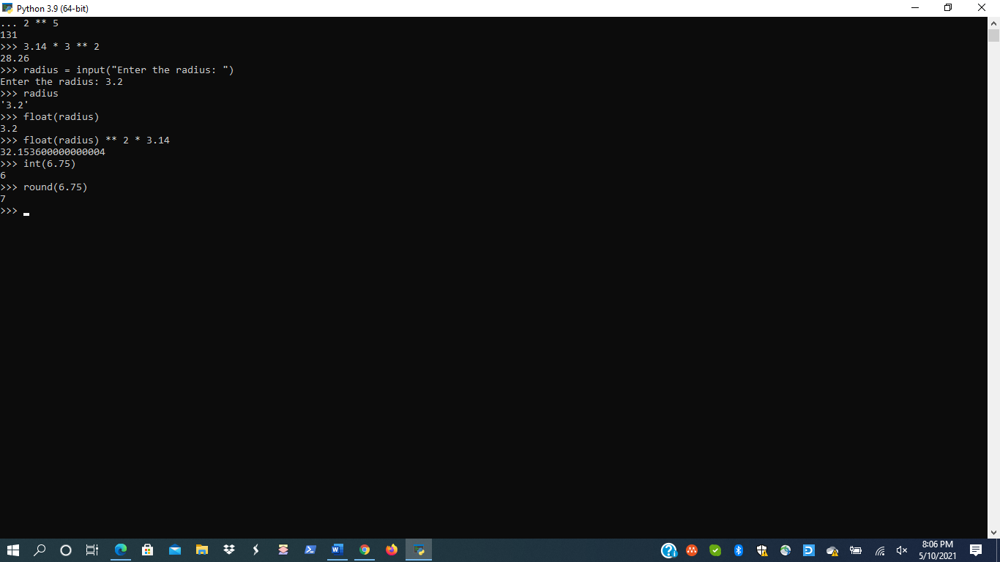 Python 3.9 (64-bit)
... 2 ** 5
131
>>> 3.14 * 3 ** 2
28.26
>>> radius = input("Enter the radius: ")
Enter the radius: 3.2
>>> radius
'3.2'
>>> float(radius)
3.2
>>> float(radius) ** 2 * 3.14
32.153600000000004
>>> int(6.75)
6
>>> round(6.75)
7
>>>
8:06 PM
5/10/2021